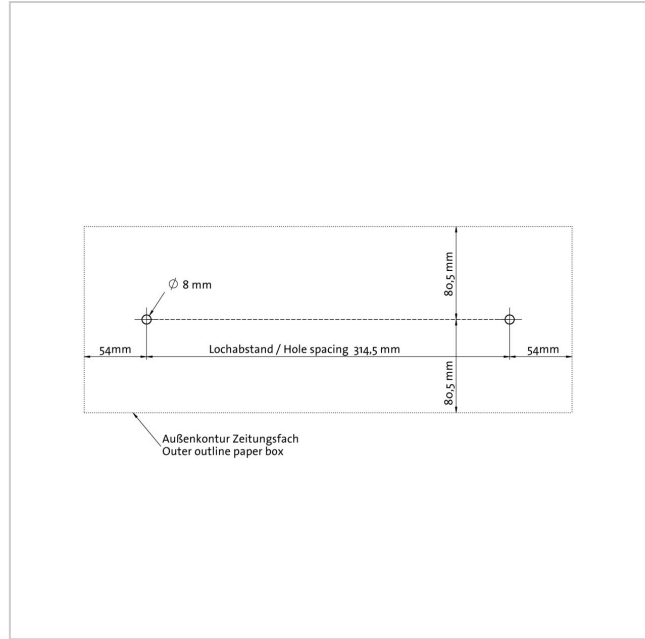 80,5 mm
∅ 8 mm
54mm
Lochabstand / Hole spacing 314,5 mm
54mm
80,5 mm
Außenkontur Zeitungsfach
Outer outline paper box